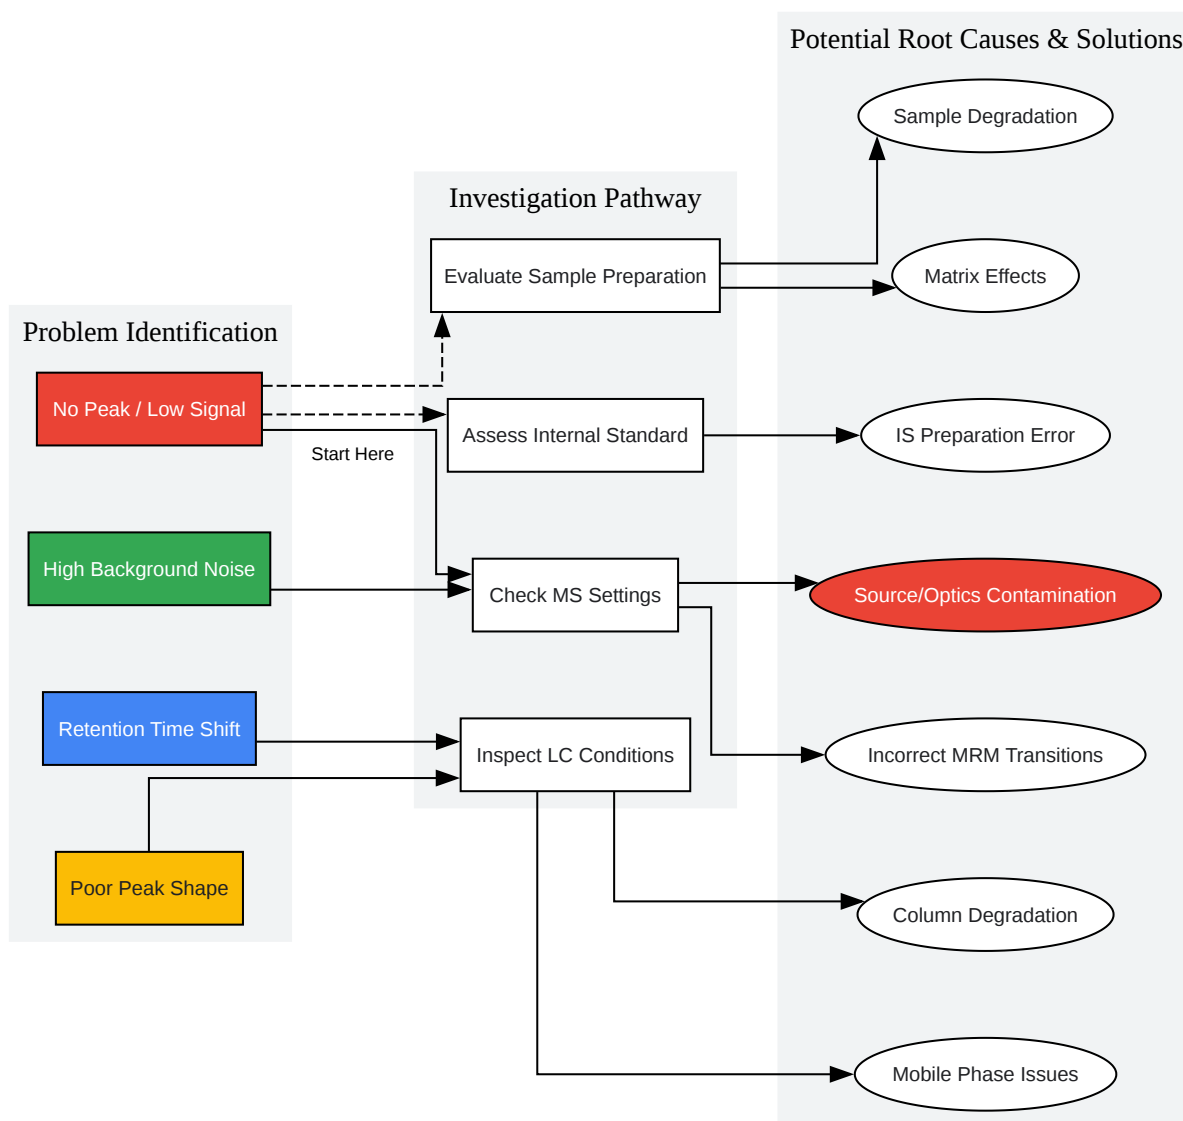 Potential Root Causes & Solutions
Sample Degradation
Investigation Pathway
Evaluate Sample Preparation
Matrix Effects
Problem Identification
No Peak / Low Signal
Start Here
Assess Internal Standard
IS Preparation Error
High Background Noise
Check MS Settings
Source/Optics Contamination
Retention Time Shift
Inspect LC Conditions
Incorrect MRM Transitions
Poor Peak Shape
Column Degradation
Mobile Phase Issues